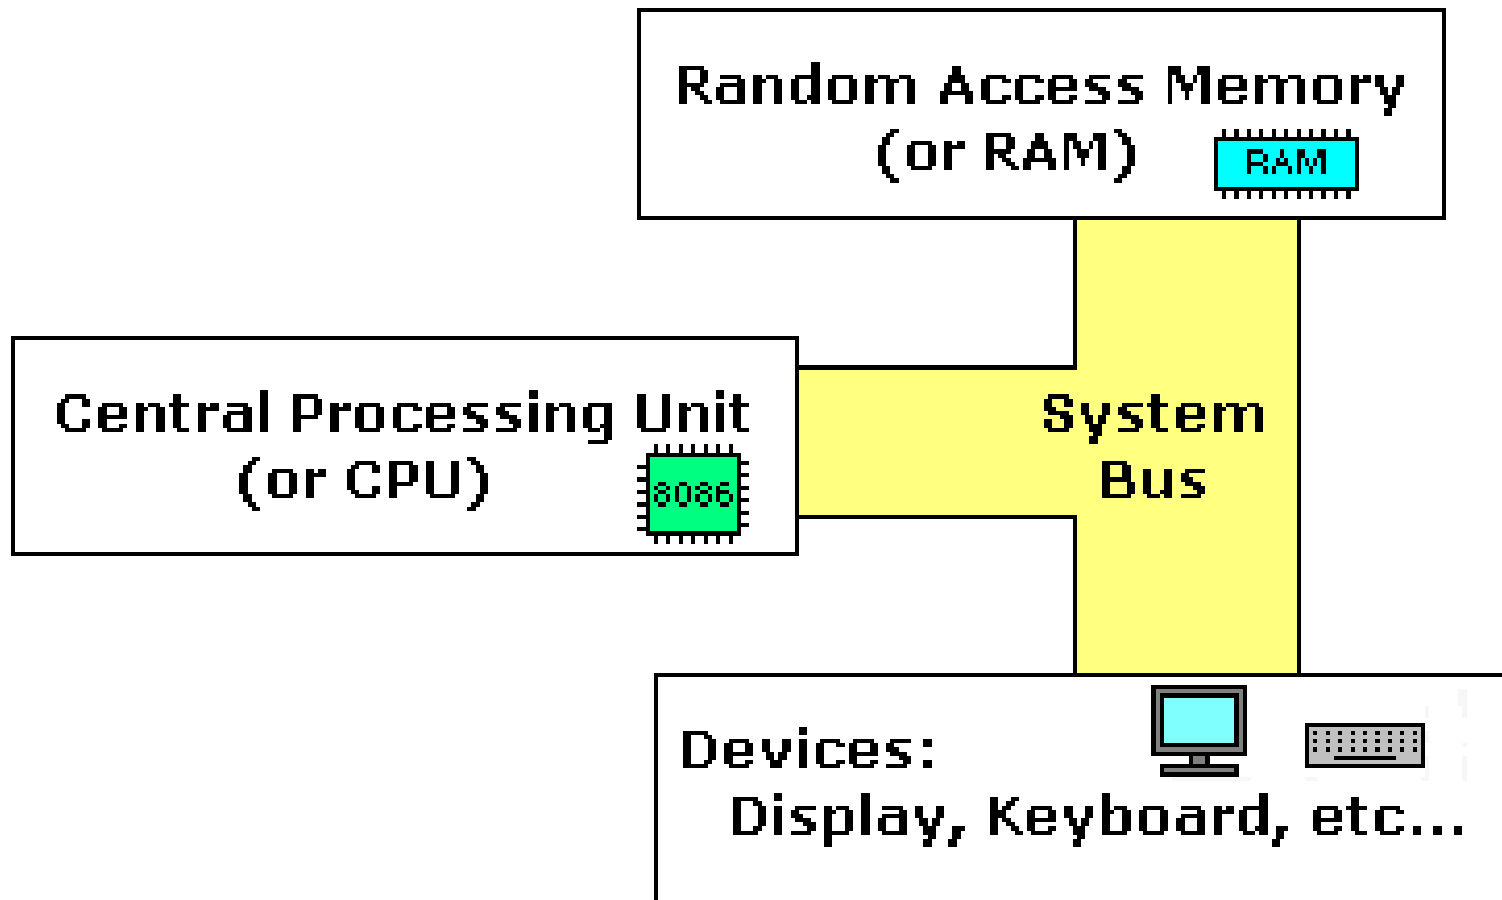 Random Access Memory
(or RAM)
RAM
Central Processing Unit
(or CPU)
8086
System
Bus
Devices:
Display, Keyboard, etc...